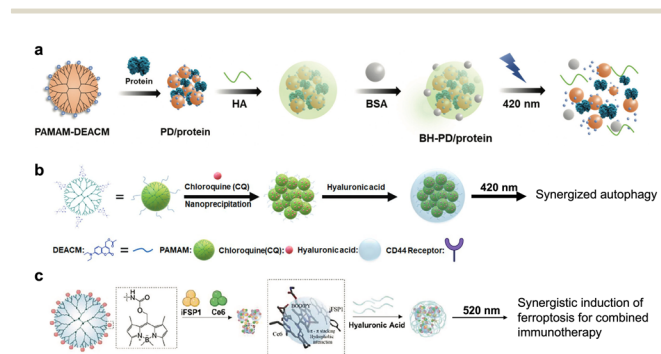 a
Protein
HA
BSA
420 nm
PAMAM-DEACM
PD/protein
BH-PD/protein
b
Chloroquine (CQ)
Nanoprecipitation
Hyaluronic acid
420 nm
Synergized autophagy
DEACM: = PAMAM: Chloroquine(CQ): Hyaluronic acid: CD44 Receptor:
c
iFSP1 Ce6
iFSP1
Ce6
Hyaluronic Acid
520 nm
Synergistic induction of
ferroptosis for combined
immunotherapy